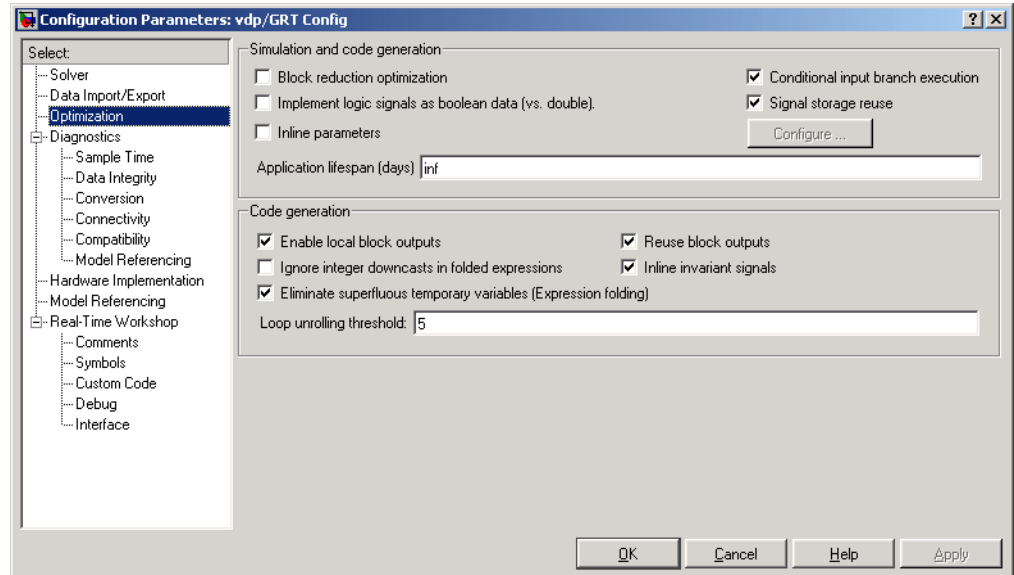 Configuration Parameters: vdp/GRT Config
Select:
Solver
Data Import/Export
Optimization
Diagnostics
Sample Time
Data Integrity
Conversion
Connectivity
Compatibility
Model Referencing
Hardware Implementation
Model Referencing
Real-Time Workshop
Comments
Symbols
Custom Code
Debug
Interface
Simulation and code generation
Block reduction optimization
Conditional input branch execution
Implement logic signals as boolean data (vs. double).
Signal storage reuse
Inline parameters
Configure ...
Application lifespan (days) inf
Code generation
Enable local block outputs
Reuse block outputs
Ignore integer downcasts in folded expressions
Inline invariant signals
Eliminate superfluous temporary variables (Expression folding)
Loop unrolling threshold: 5
OK Cancel Help Apply